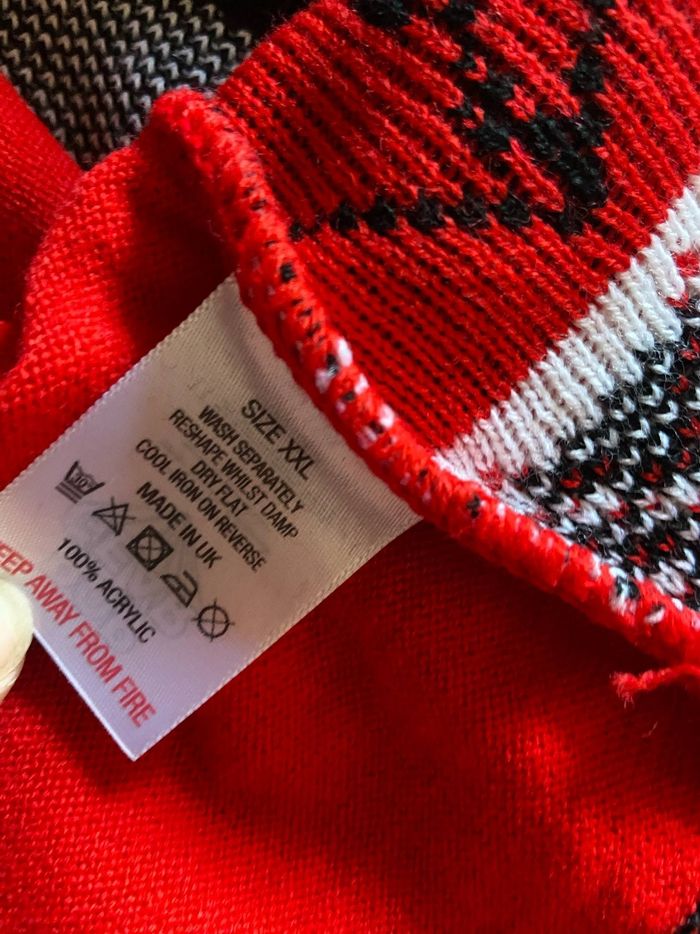 SIZE XXL
WASH SEPARATELY
RESHAPE WHILST DAMP
DRY FLAT
COOL IRON ON REVERSE
MADE IN UK
30
100% ACRYLIC
EEP AWAY FROM FIRE